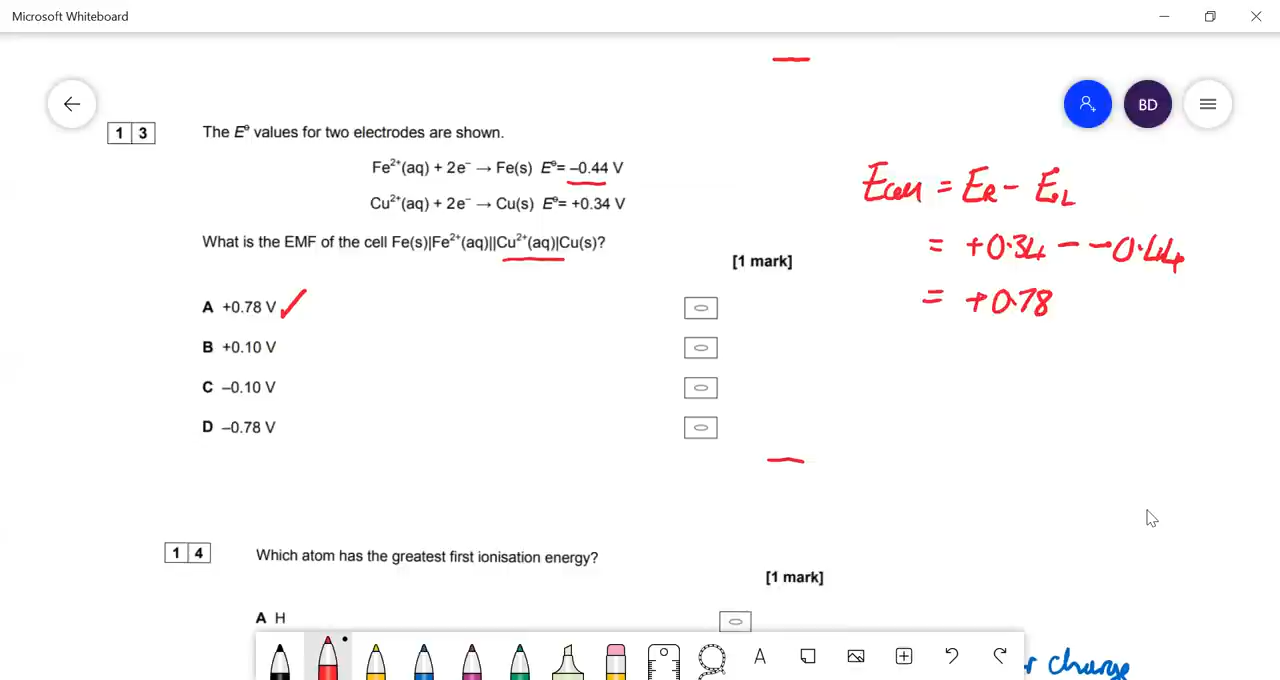 Microsoft Whiteboard
BD
1 3 The E⦵ values for two electrodes are shown.
Fe²⁺(aq) + 2e⁻ → Fe(s) E⦵= –0.44 V
Cu²⁺(aq) + 2e⁻ → Cu(s) E⦵= +0.34 V
What is the EMF of the cell Fe(s)|Fe²⁺(aq)||Cu²⁺(aq)|Cu(s)?
[1 mark]
A +0.78 V ✓
B +0.10 V
C –0.10 V
D –0.78 V
Ecell = ER - EL
= +0.34 - -0.44
= +0.78
1 4 Which atom has the greatest first ionisation energy?
[1 mark]
A H
A
charge